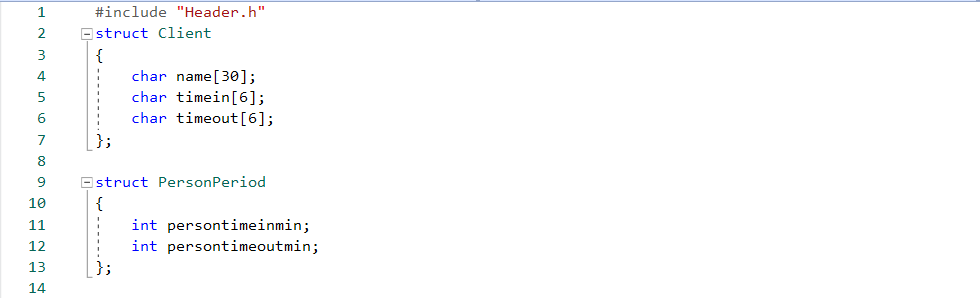 1 #include "Header.h"
2 struct Client
3 {
4 char name[30];
5 char timein[6];
6 char timeout[6];
7 };
8
9 struct PersonPeriod
10 {
11 int persontimeinmin;
12 int persontimeoutmin;
13 };
14